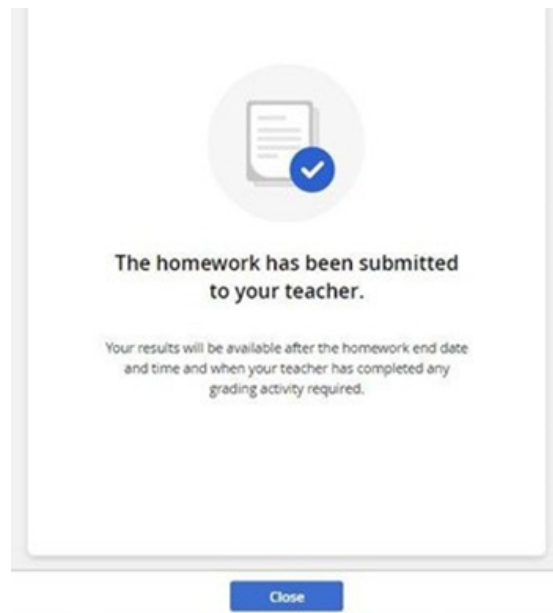 The homework has been submitted
to your teacher.
Your results will be available after the homework end date
and time and when your teacher has completed any
grading activity required.
Close